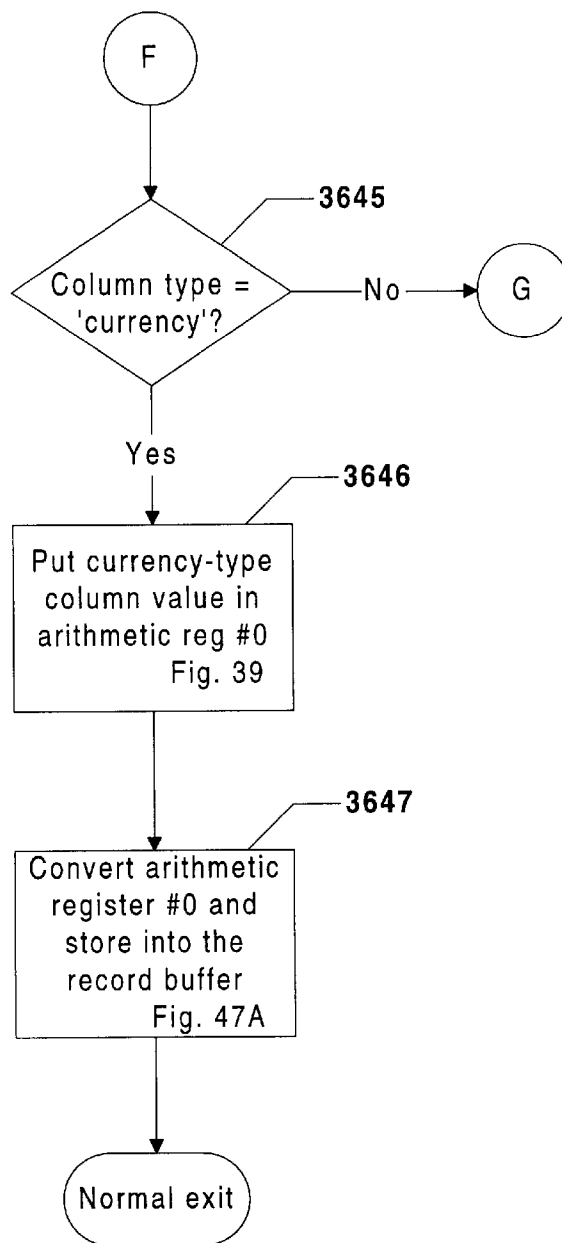 F
3645
Column type =
'currency'?
No
G
Yes
3646
Put currency-type
column value in
arithmetic reg #0
Fig. 39
3647
Convert arithmetic
register #0 and
store into the
record buffer
Fig. 47A
Normal exit